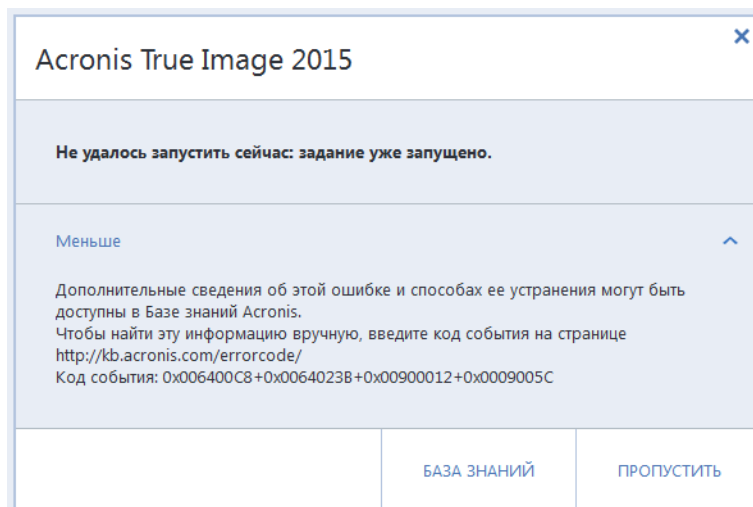 Acronis True Image 2015
Не удалось запустить сейчас: задание уже запущено.
Меньше
Дополнительные сведения об этой ошибке и способах ее устранения могут быть
доступны в Базе знаний Acronis.
Чтобы найти эту информацию вручную, введите код события на странице
http://kb.acronis.com/errorcode/
Код события: 0x006400C8+0x0064023B+0x00900012+0x0009005C
БАЗА ЗНАНИЙ
ПРОПУСТИТЬ